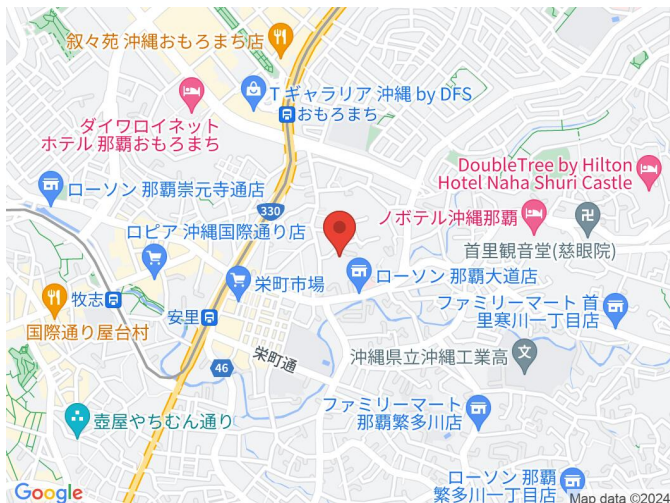 叙々苑 沖縄おもろまち店
T ギャラリア 沖縄 by DFS
おもろまち
ダイワロイネット
ホテル 那覇おもろまち
DoubleTree by Hilton
Hotel Naha Shuri Castle
ローソン 那覇崇元寺通店
330
ノボテル沖縄那覇
ロピア 沖縄国際通り店
首里観音堂(慈眼院)
栄町市場
ローソン 那覇大道店
牧志
安里
ファミリーマート 首
里寒川一丁目店
国際通り屋台村
栄町通
沖縄県立沖縄工業高
文
46
ファミリーマート
那覇繁多川店
壺屋やちむん通り
ローソン 那覇
繁多川一丁目店
Google
Map data ©2024